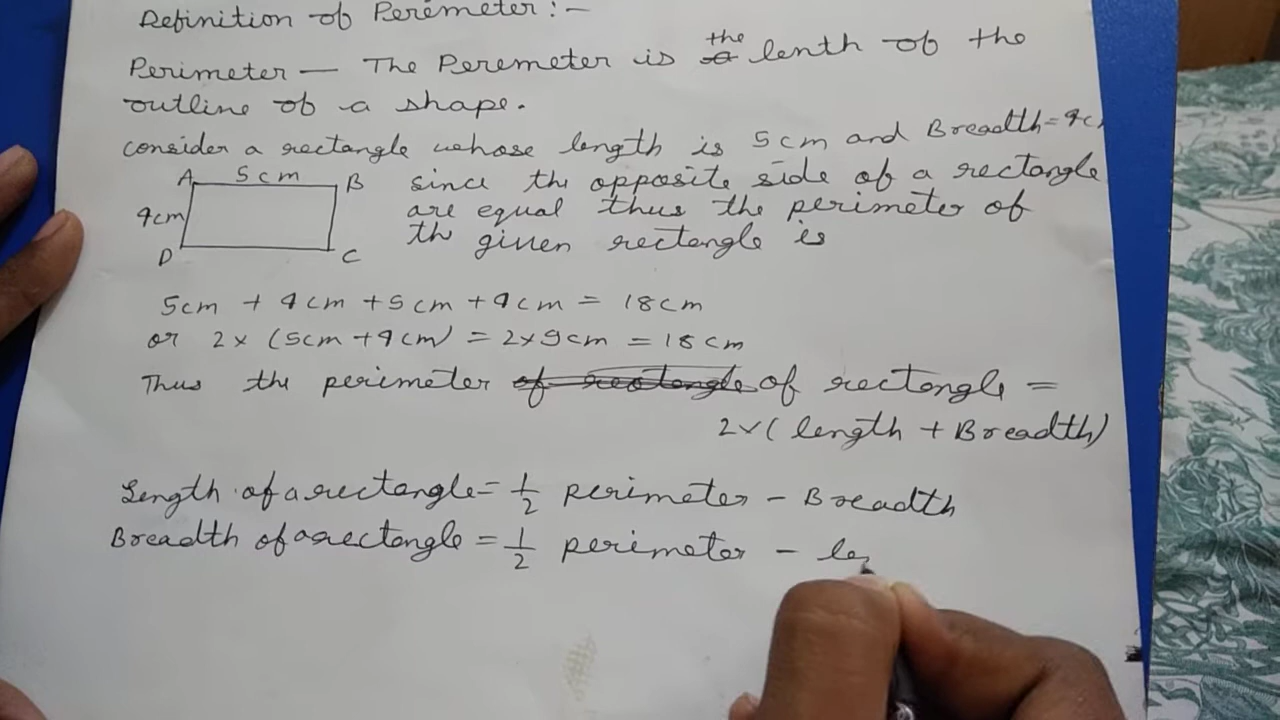 Definition of Peremeter:-
Perimeter — The Peremeter is the lenth of the
outline of a shape.
consider a rectangle whose length is 5cm and Breadth=4c
A 5cm B
4cm
D C
since the opposite side of a rectangle
are equal thus the perimeter of
th given rectangle is
5cm + 4cm + 5cm + 4cm = 18cm
or 2× (5cm + 4cm) = 2×9cm = 18cm
Thus the perimeter of rectangle of rectangle =
2×( length + Breadth)
Length of a rectangle = 1/2 perimeter - Breadth
Breadth of a rectangle = 1/2 perimeter - le